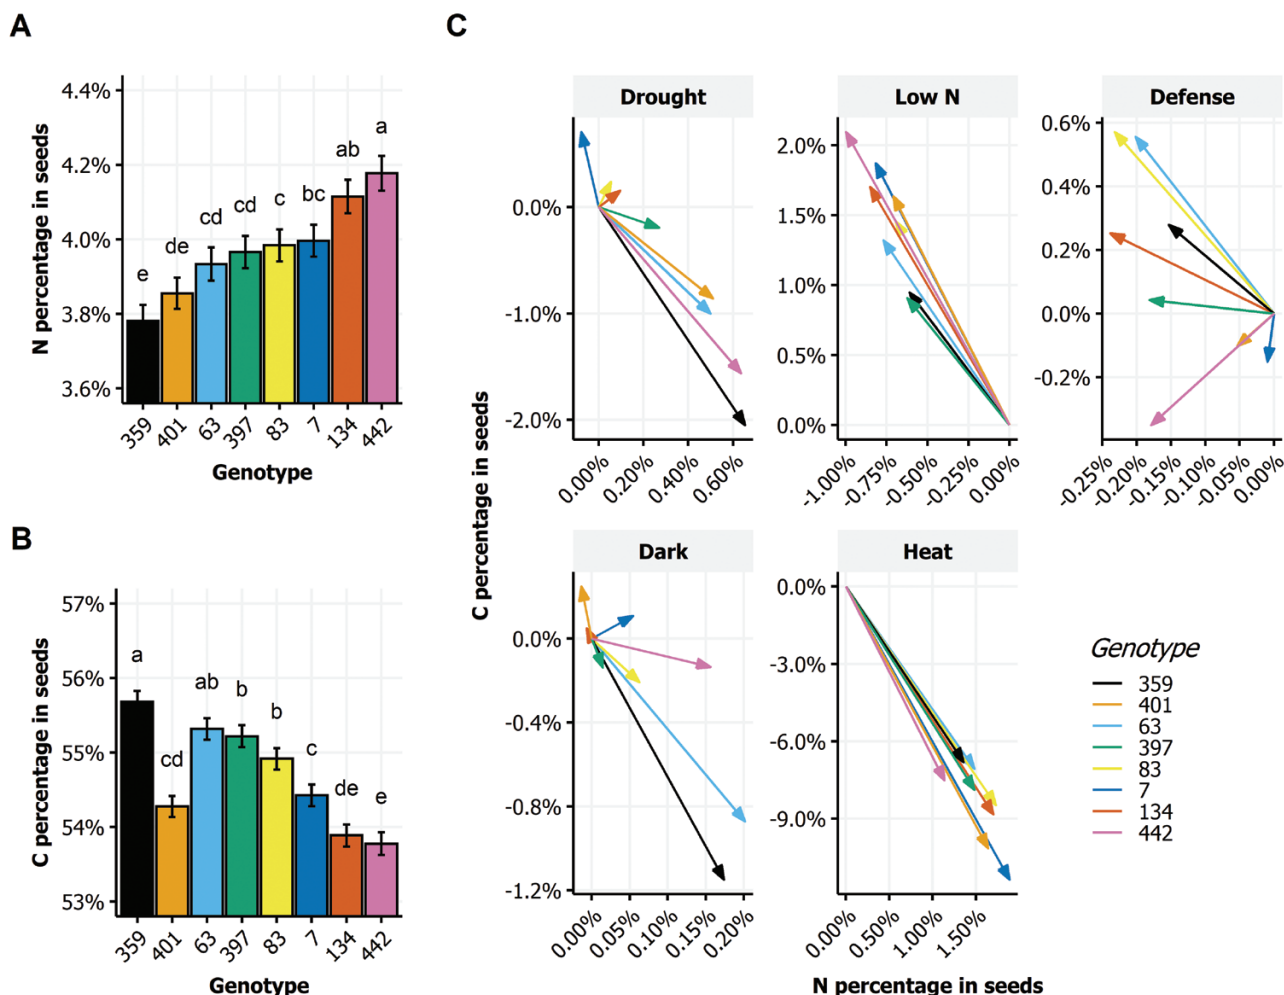 A
N percentage in seeds
4.4%
4.2%
4.0%
3.8%
3.6%
e
de
cd
cd
c
bc
ab
a
359
401
63
397
83
7
134
442
Genotype
B
C percentage in seeds
57%
56%
55%
54%
53%
a
cd
ab
b
b
c
de
e
359
401
63
397
83
7
134
442
Genotype
C
C percentage in seeds
Drought
0.0%
-1.0%
-2.0%
0.00%
0.20%
0.40%
0.60%
Low N
2.0%
1.5%
1.0%
0.5%
0.0%
-1.00%
-0.75%
-0.50%
-0.25%
0.00%
Defense
0.6%
0.4%
0.2%
0.0%
-0.2%
-0.25%
-0.20%
-0.15%
-0.10%
-0.05%
0.00%
Dark
0.0%
-0.4%
-0.8%
-1.2%
0.00%
0.05%
0.10%
0.15%
0.20%
Heat
0.0%
-3.0%
-6.0%
-9.0%
0.00%
0.50%
1.00%
1.50%
N percentage in seeds
Genotype
359
401
63
397
83
7
134
442